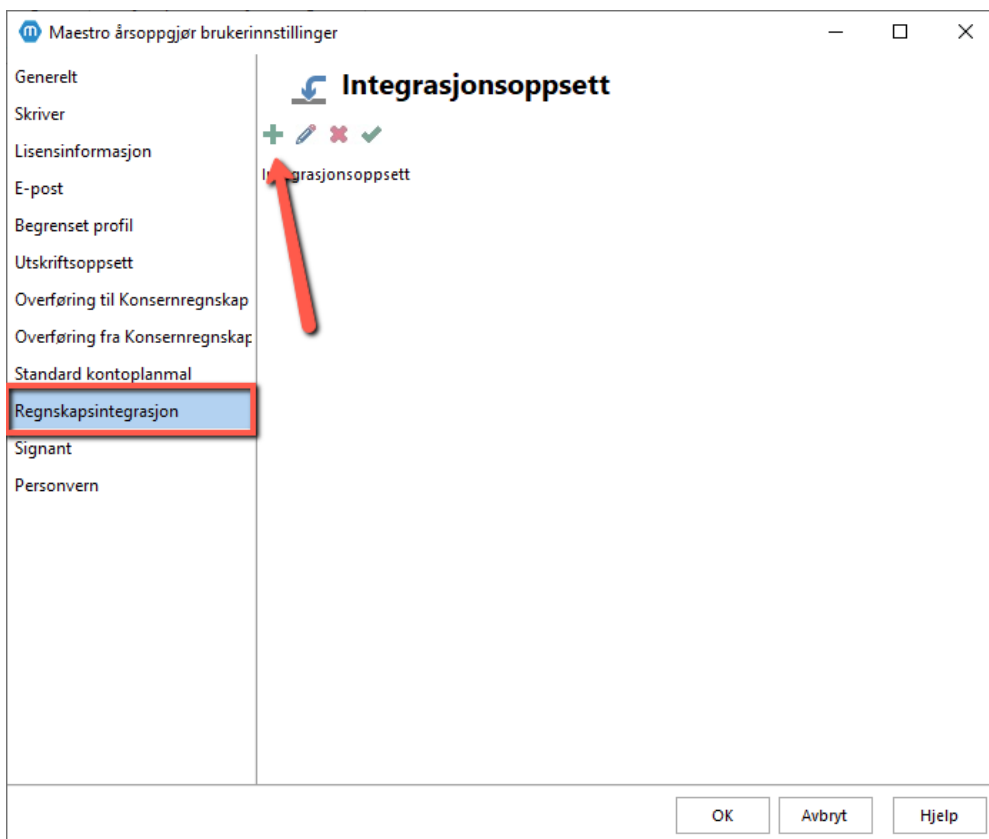 Maestro årsoppgjør brukerinnstillinger
Generelt
Skriver
Lisensinformasjon
E-post
Begrenset profil
Utskriftsoppsett
Overføring til Konsernregnskap
Overføring fra Konsernregnskap
Standard kontoplanmal
Regnskapsintegrasjon
Signant
Personvern
Integrasjonsoppsett
Integrasjonsoppsett
OK
Avbryt
Hjelp